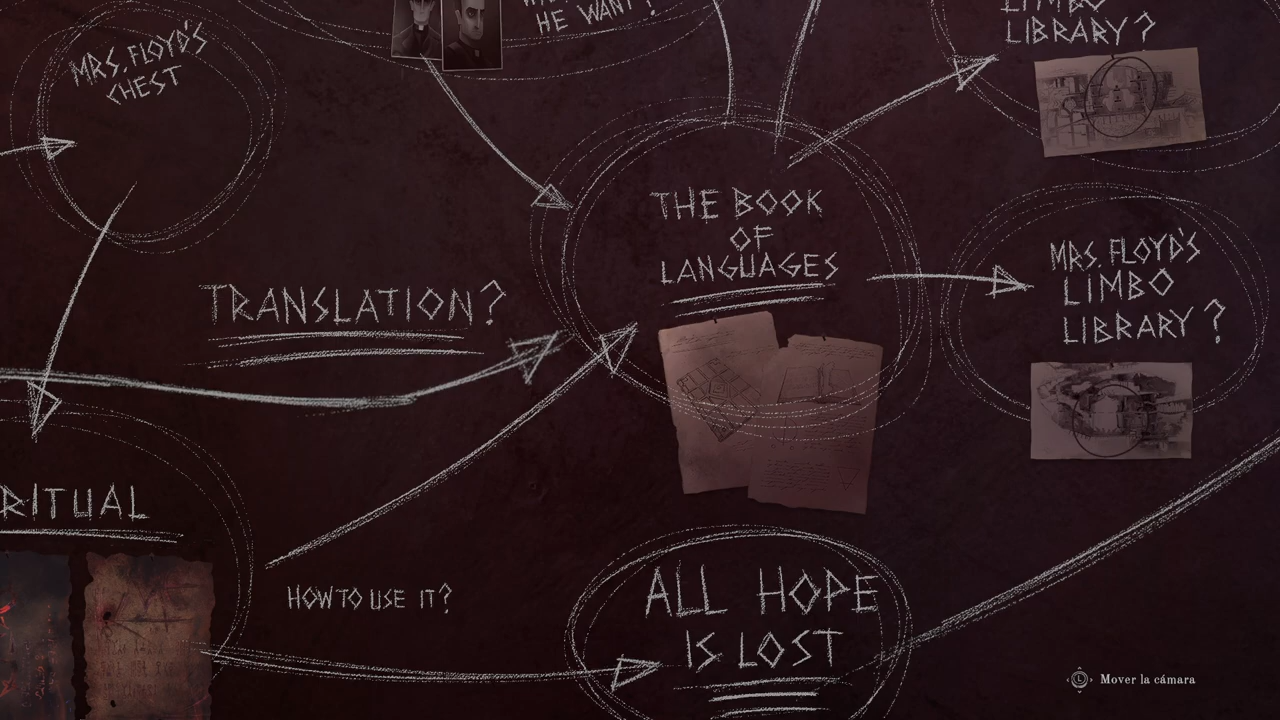 HE WANT?
LIMBO
LIBRARY?
MRS. FLOYD'S
CHEST
THE BOOK
OF
LANGUAGES
MRS. FLOYD'S
LIMBO
LIBRARY?
TRANSLATION?
RITUAL
HOW TO USE IT?
ALL HOPE
IS LOST
L
Mover la cámara